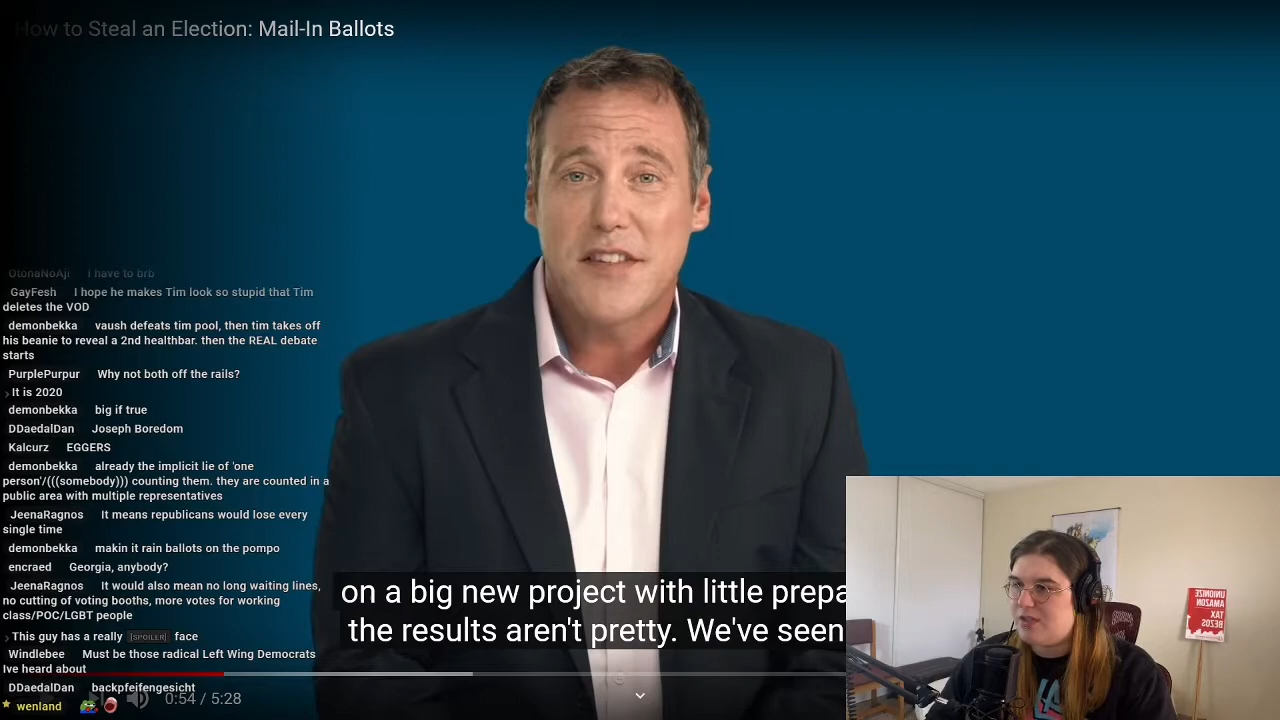 How to Steal an Election: Mail-In Ballots
OtonaNoAji I have to brb
GayFesh I hope he makes Tim look so stupid that Tim
deletes the VOD
demonbekka vaush defeats tim pool, then tim takes off
his beanie to reveal a 2nd healthbar. then the REAL debate
starts
PurplePurpur Why not both off the rails?
It is 2020
demonbekka big if true
DDaedalDan Joseph Boredom
Kalcurz EGGERS
demonbekka already the implicit lie of 'one
person'/(((somebody))) counting them. they are counted in a
public area with multiple representatives
JeenaRagnos It means republicans would lose every
single time
demonbekka makin it rain ballots on the pompo
encraed Georgia, anybody?
JeenaRagnos It would also mean no long waiting lines,
no cutting of voting booths, more votes for working
class/POC/LGBT people
This guy has a really [SPOILER] face
Windlebee Must be those radical Left Wing Democrats
Ive heard about
DDaedalDan backpfeifengesicht
wenland
0:54 / 5:28
on a big new project with little prepa
the results aren't pretty. We've seen
UNIONIZE
AMAZON
TAX
BEZOS